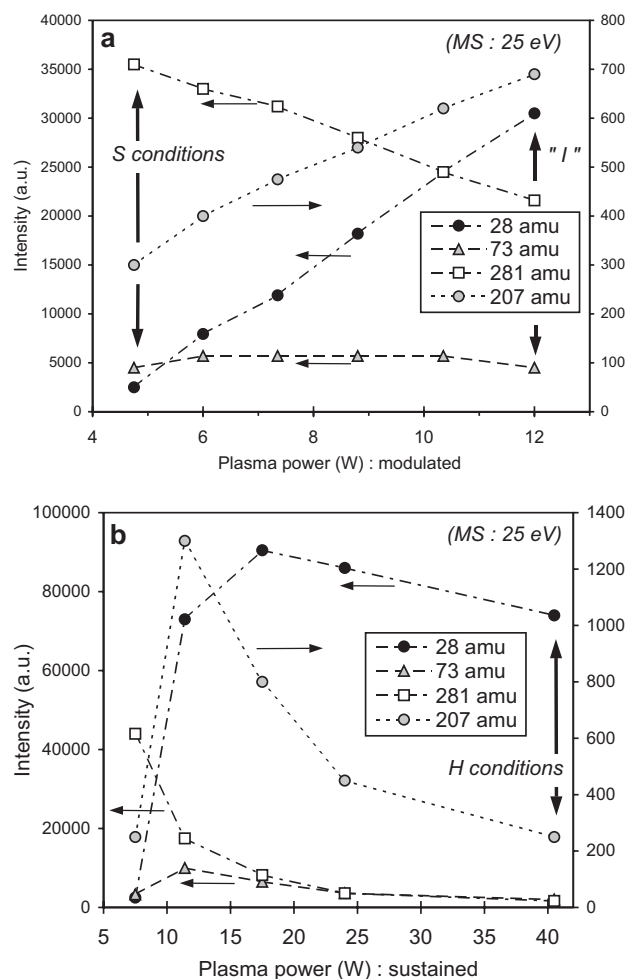 a
(MS : 25 eV)
40000
35000
30000
25000
20000
15000
10000
5000
0
Intensity (a.u.)
800
700
600
500
400
300
200
100
0
S conditions
" I "
28 amu
73 amu
281 amu
207 amu
4
6
8
10
12
Plasma power (W) : modulated
b
(MS : 25 eV)
100000
80000
60000
40000
20000
0
Intensity (a.u.)
1400
1200
1000
800
600
400
200
0
28 amu
73 amu
281 amu
207 amu
H conditions
5
10
15
20
25
30
35
40
Plasma power (W) : sustained